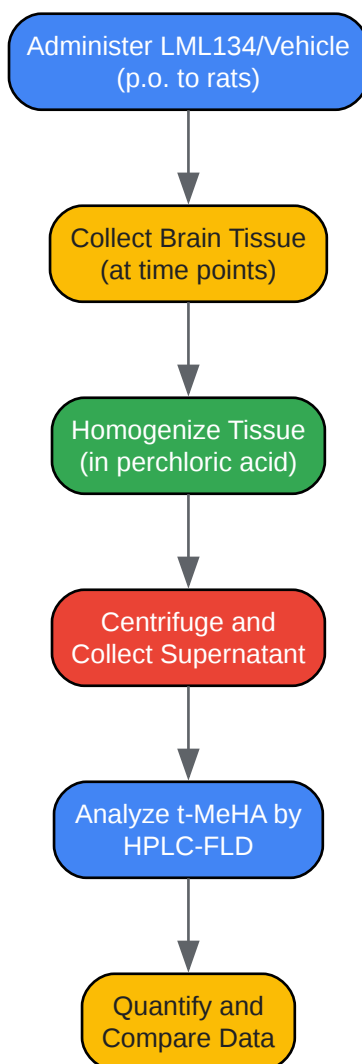 Administer LML134/Vehicle
(p.o. to rats)
Collect Brain Tissue
(at time points)
Homogenize Tissue
(in perchloric acid)
Centrifuge and
Collect Supernatant
Analyze t-MeHA by
HPLC-FLD
Quantify and
Compare Data